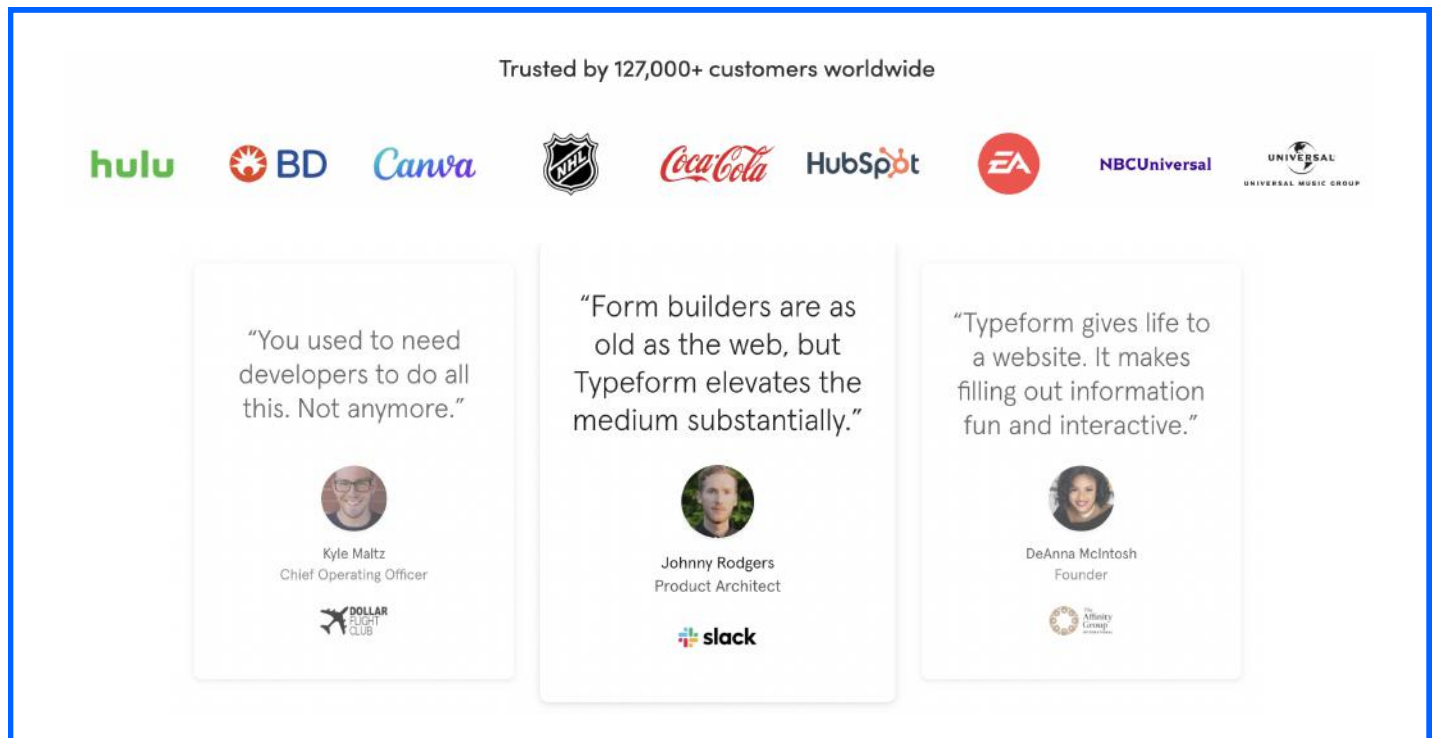 Trusted by 127,000+ customers worldwide
hulu
BD
Canva
NHL
Coca-Cola
HubSpot
EA
NBCUniversal
UNIVERSAL
UNIVERSAL MUSIC GROUP
“You used to need
developers to do all
this. Not anymore.”
Kyle Maltz
Chief Operating Officer
DOLLAR
FLIGHT
CLUB
“Form builders are as
old as the web, but
Typeform elevates the
medium substantially.”
Johnny Rodgers
Product Architect
slack
“Typeform gives life to
a website. It makes
filling out information
fun and interactive.”
DeAnna McIntosh
Founder
The
Affinity
Group
INTERNATIONAL